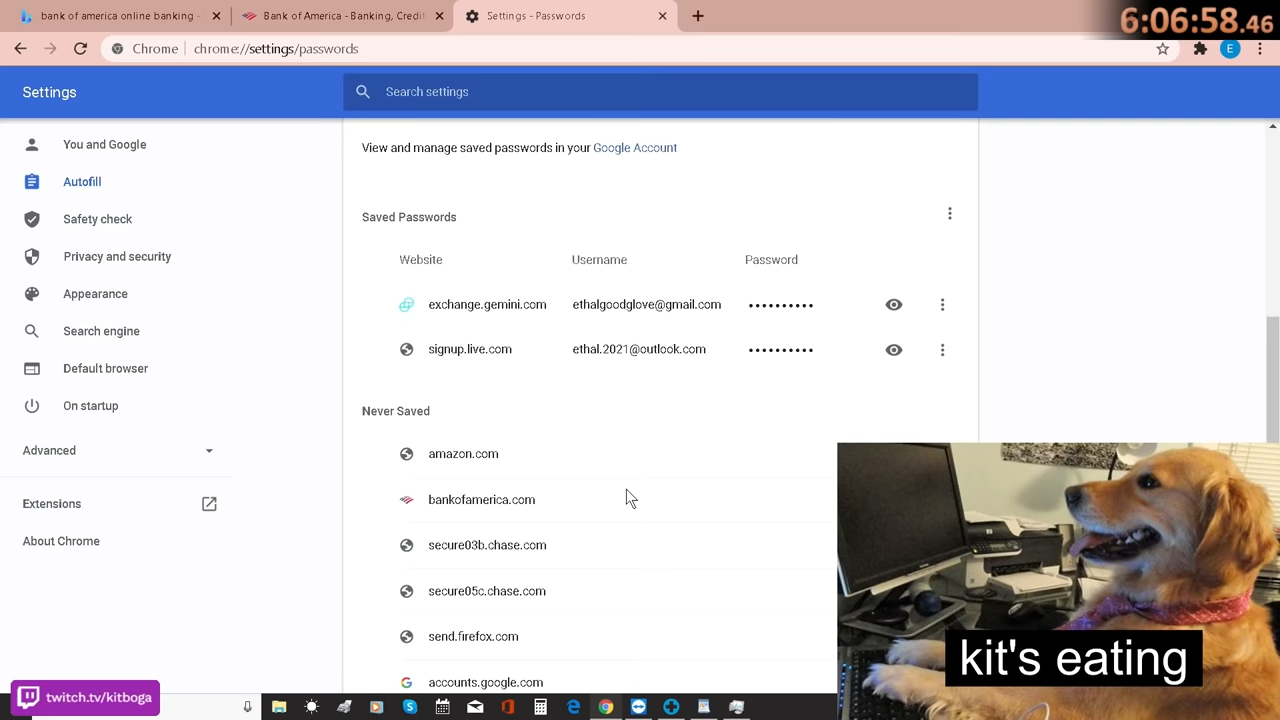 bank of america online banking -
Bank of America - Banking, Credit
Settings - Passwords
6:06:58.46
Chrome
chrome://settings/passwords
E
Settings
Search settings
You and Google
Autofill
Safety check
Privacy and security
Appearance
Search engine
Default browser
On startup
Advanced
Extensions
About Chrome
View and manage saved passwords in your Google Account
Saved Passwords
Website Username Password
exchange.gemini.com ethalgoodglove@gmail.com ••••••••••
signup.live.com ethal.2021@outlook.com ••••••••••
Never Saved
amazon.com
bankofamerica.com
secure03b.chase.com
secure05c.chase.com
send.firefox.com
accounts.google.com
kit's eating
twitch.tv/kitboga